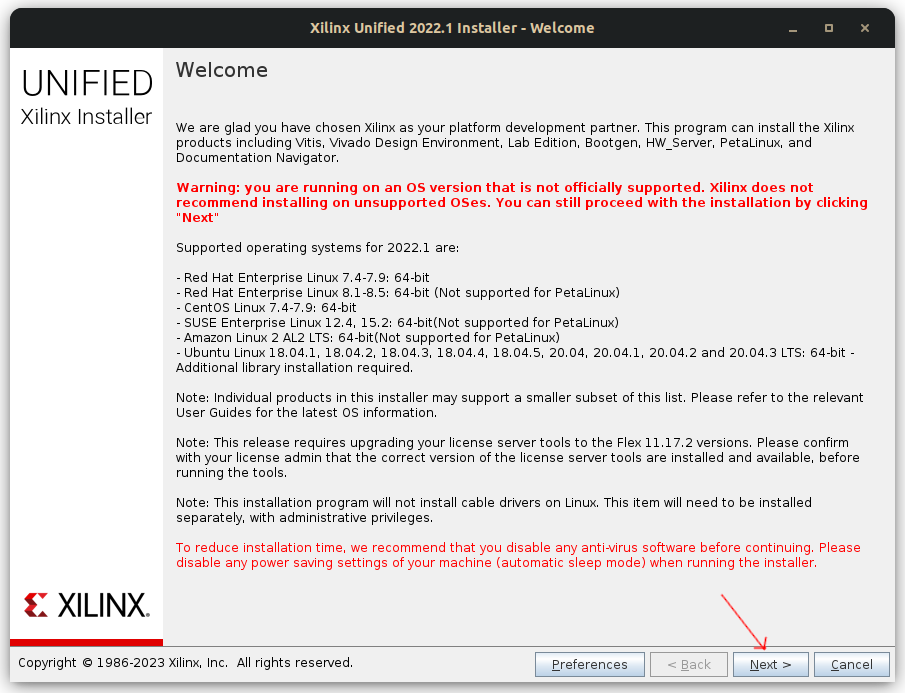 Xilinx Unified 2022.1 Installer - Welcome
UNIFIED
Xilinx Installer
Welcome
We are glad you have chosen Xilinx as your platform development partner. This program can install the Xilinx
products including Vitis, Vivado Design Environment, Lab Edition, Bootgen, HW_Server, PetaLinux, and
Documentation Navigator.
Warning: you are running on an OS version that is not officially supported. Xilinx does not
recommend installing on unsupported OSes. You can still proceed with the installation by clicking
"Next"
Supported operating systems for 2022.1 are:
- Red Hat Enterprise Linux 7.4-7.9: 64-bit
- Red Hat Enterprise Linux 8.1-8.5: 64-bit (Not supported for PetaLinux)
- CentOS Linux 7.4-7.9: 64-bit
- SUSE Enterprise Linux 12.4, 15.2: 64-bit(Not supported for PetaLinux)
- Amazon Linux 2 AL2 LTS: 64-bit(Not supported for PetaLinux)
- Ubuntu Linux 18.04.1, 18.04.2, 18.04.3, 18.04.4, 18.04.5, 20.04, 20.04.1, 20.04.2 and 20.04.3 LTS: 64-bit -
Additional library installation required.
Note: Individual products in this installer may support a smaller subset of this list. Please refer to the relevant
User Guides for the latest OS information.
Note: This release requires upgrading your license server tools to the Flex 11.17.2 versions. Please confirm
with your license admin that the correct version of the license server tools are installed and available, before
running the tools.
Note: This installation program will not install cable drivers on Linux. This item will need to be installed
separately, with administrative privileges.
To reduce installation time, we recommend that you disable any anti-virus software before continuing. Please
disable any power saving settings of your machine (automatic sleep mode) when running the installer.
XILINX.
Copyright © 1986-2023 Xilinx, Inc. All rights reserved.
Preferences
< Back
Next >
Cancel